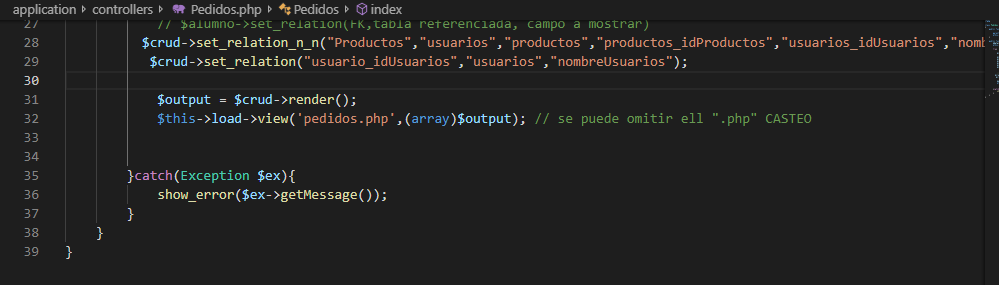 application > controllers > Pedidos.php > Pedidos > index
27 // $alumno->set_relation(FK,tabla referenciada, campo a mostrar)
28 $crud->set_relation_n_n("Productos","usuarios","productos","productos_idProductos","usuarios_idUsuarios","nomb
29 $crud->set_relation("usuario_idUsuarios","usuarios","nombreUsuarios");
30
31 $output = $crud->render();
32 $this->load->view('pedidos.php',(array)$output); // se puede omitir ell ".php" CASTEO
33
34
35 }catch(Exception $ex){
36 show_error($ex->getMessage());
37 }
38 }
39 }